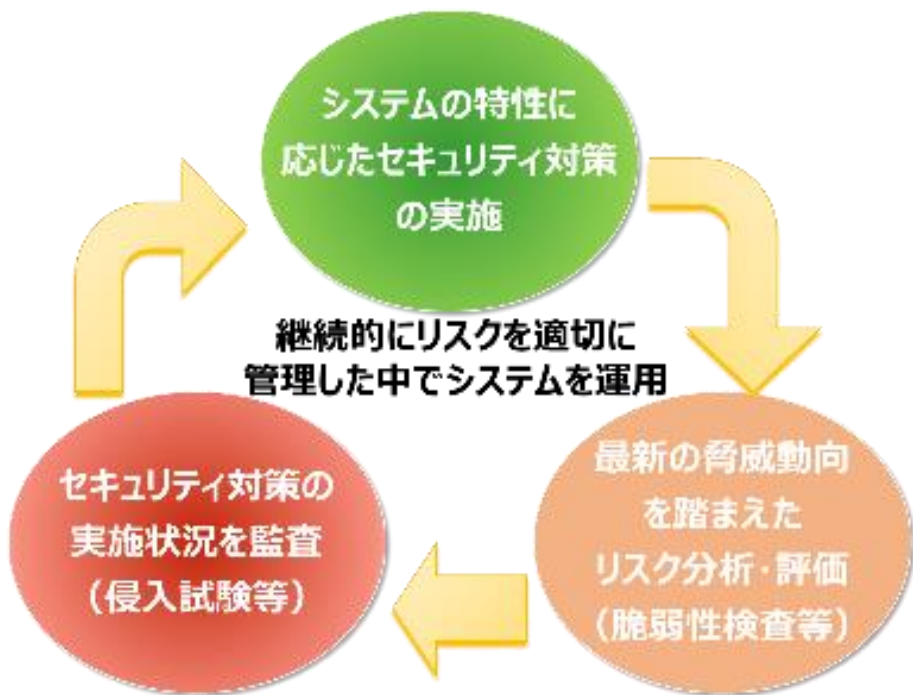 システムの特性に
応じたセキュリティ対策
の実施
継続的にリスクを適切に
管理した中でシステムを運用
最新の脅威動向
を踏まえた
リスク分析・評価
（脆弱性検査等）
セキュリティ対策の
実施状況を監査
（侵入試験等）